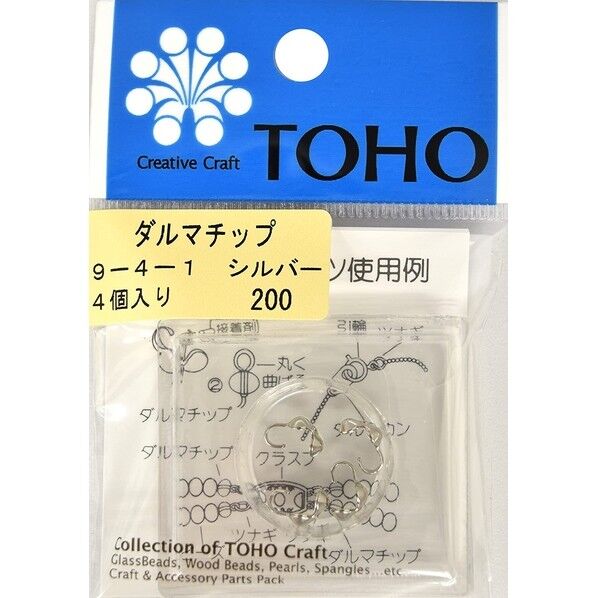 Creative Craft
TOHO
ダルマチップ
9-4-1 シルバー
4個入り 200
ツ使用例
接着剤
引輪
ツナギ
②
丸く
曲げる
ダルマチップ
ダルマチップ
クラスプ
カン
ツナギ
ダルマチップ
Collection of TOHO Craft
GlassBeads, Wood Beads, Pearls, Spangles ...etc.
Craft & Accessory Parts Pack